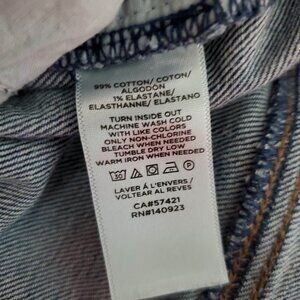 99% COTTON/ COTON/
ALGODÓN
1% ELASTANE/
ELASTHANNE/ ELASTANO
TURN INSIDE OUT
MACHINE WASH COLD
WITH LIKE COLORS
ONLY NON-CHLORINE
BLEACH WHEN NEEDED
TUMBLE DRY LOW
WARM IRON WHEN NEEDED
30
LAVER À L'ENVERS /
VOLTEAR AL REVES
CA#57421
RN#140923